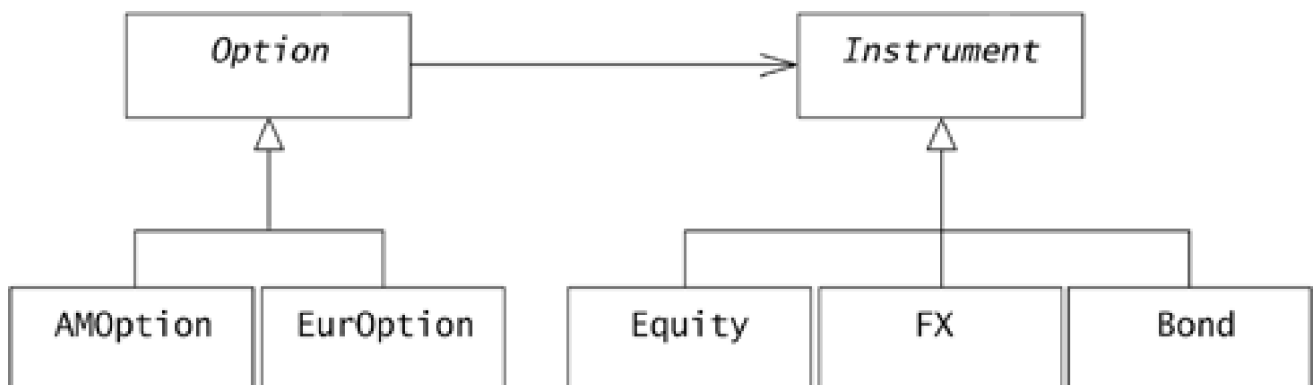 Option
Instrument
AMOption
EurOption
Equity
FX
Bond